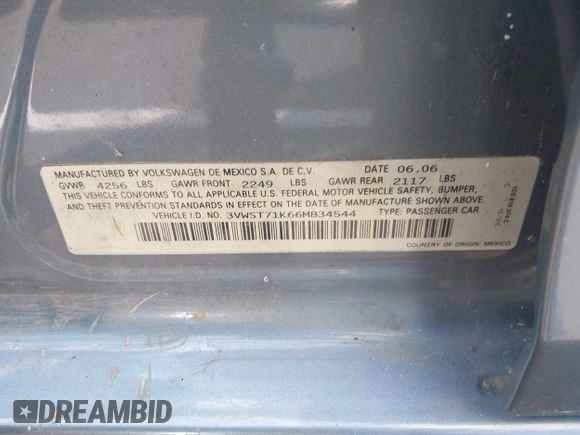 MANUFACTURED BY VOLKSWAGEN DE MEXICO S.A. DE C.V. DATE 06.06
GVWR 4256 LBS GAWR FRONT 2249 LBS GAWR REAR 2117 LBS
THIS VEHICLE CONFORMS TO ALL APPLICABLE U.S. FEDERAL MOTOR VEHICLE SAFETY, BUMPER,
AND THEFT PREVENTION STANDARDS IN EFFECT ON THE DATE OF MANUFACTURE SHOWN ABOVE.
VEHICLE I.D. NO. 3VWST71K66M834544 TYPE: PASSENGER CAR
COUNTRY OF ORIGIN: MEXICO
DREAMBID